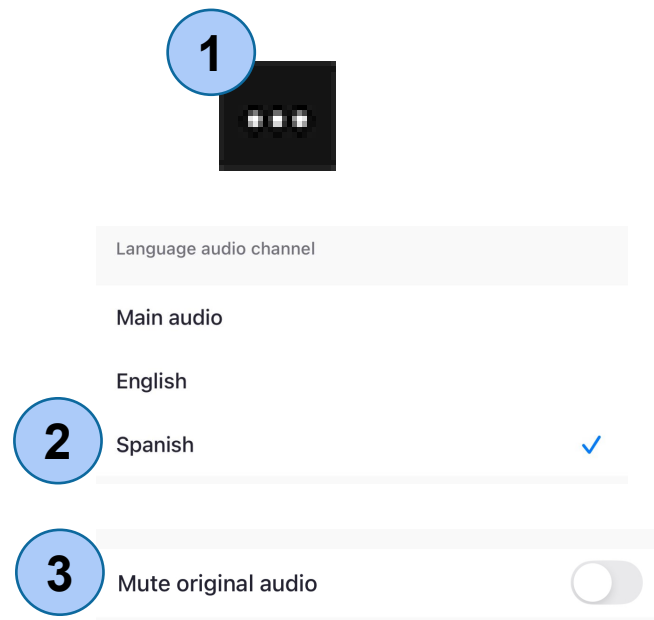 1
Language audio channel
Main audio
English
2 Spanish
3 Mute original audio